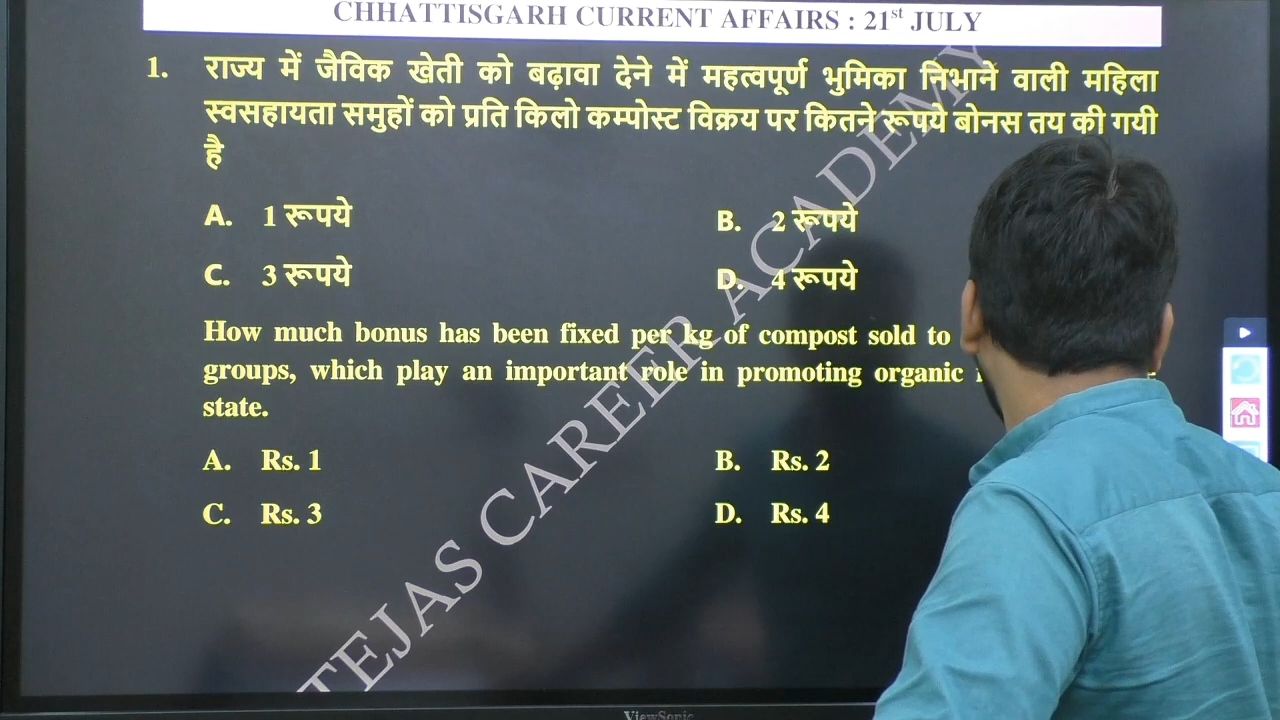 CHHATTISGARH CURRENT AFFAIRS : 21st JULY
1. राज्य में जैविक खेती को बढ़ावा देने में महत्वपूर्ण भुमिका निभानें वाली महिला
स्वसहायता समुहों को प्रति किलो कम्पोस्ट विक्रय पर कितने रूपये बोनस तय की गयी
है
A. 1 रूपये B. 2 रूपये
C. 3 रूपये D. 4 रूपये
How much bonus has been fixed per kg of compost sold to
groups, which play an important role in promoting organic
state.
A. Rs. 1 B. Rs. 2
C. Rs. 3 D. Rs. 4
TEJAS CAREER ACADEMY
ViewSonic